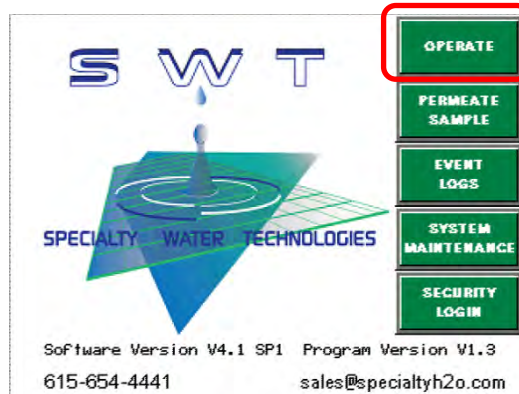 SWT
OPERATE
PERMEATE
SAMPLE
EVENT
LOGS
SPECIALTY WATER TECHNOLOGIES
SYSTEM
MAINTENANCE
SECURITY
LOGIN
Software Version V4.1 SP1 Program Version V1.3
615-654-4441 sales@specialtyh2o.com